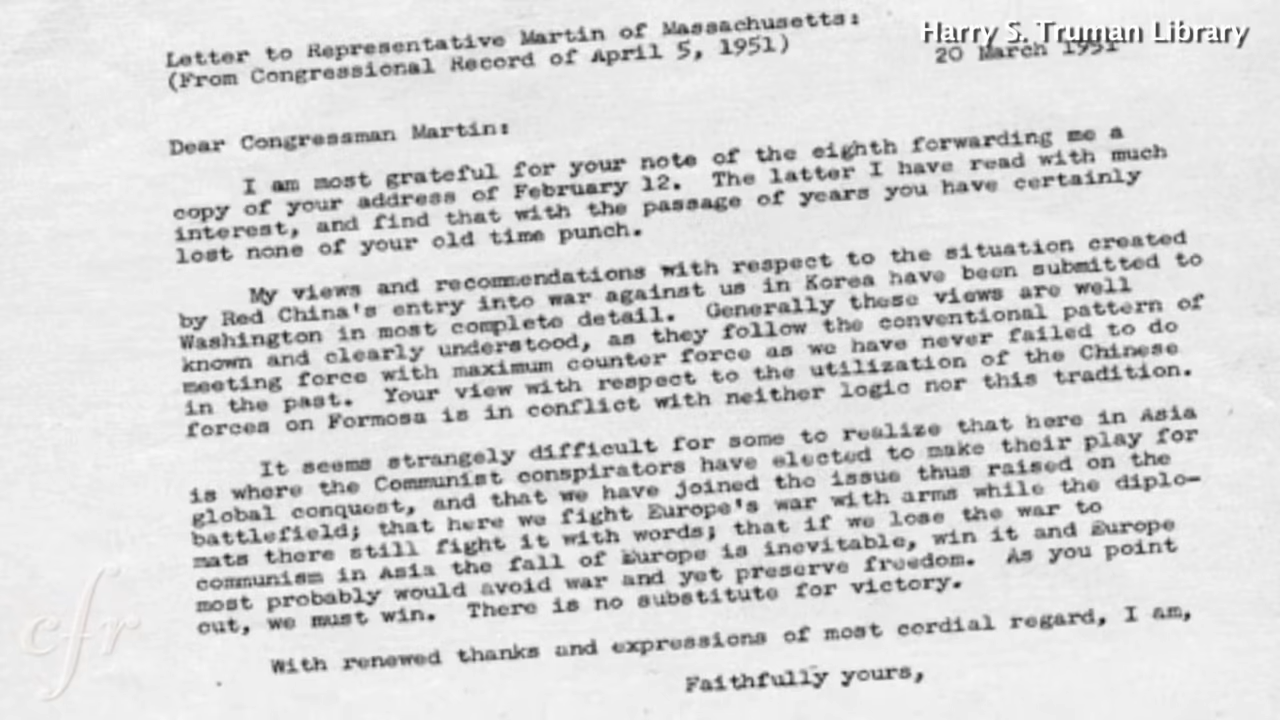 Harry S. Truman Library
Letter to Representative Martin of Massachusetts:
(From Congressional Record of April 5, 1951)
20 March 1951
Dear Congressman Martin:
I am most grateful for your note of the eighth forwarding me a
copy of your address of February 12. The latter I have read with much
interest, and find that with the passage of years you have certainly
lost none of your old time punch.
My views and recommendations with respect to the situation created
by Red China's entry into war against us in Korea have been submitted to
Washington in most complete detail. Generally these views are well
known and clearly understood, as they follow the conventional pattern of
meeting force with maximum counter force as we have never failed to do
in the past. Your view with respect to the utilization of the Chinese
forces on Formosa is in conflict with neither logic nor this tradition.
It seems strangely difficult for some to realize that here in Asia
is where the Communist conspirators have elected to make their play for
global conquest, and that we have joined the issue thus raised on the
battlefield; that here we fight Europe's war with arms while the diplo-
mats there still fight it with words; that if we lose the war to
communism in Asia the fall of Europe is inevitable, win it and Europe
most probably would avoid war and yet preserve freedom. As you point
out, we must win. There is no substitute for victory.
With renewed thanks and expressions of most cordial regard, I am,
Faithfully yours,
cfr